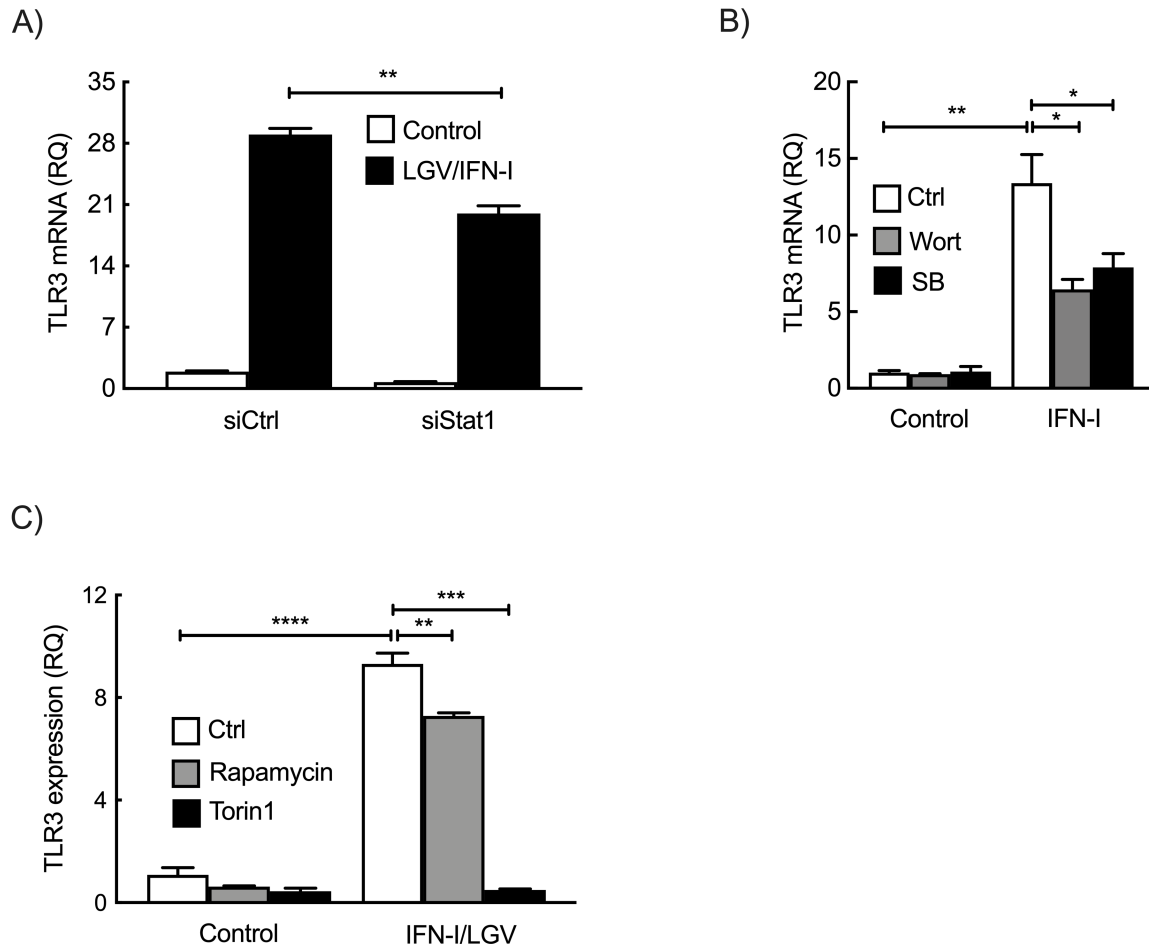 A)
TLR3 mRNA (RQ)
35
28
21
14
7
0
**
Control
LGV/IFN-I
siCtrl
siStat1
B)
TLR3 mRNA (RQ)
20
15
10
5
0
**
*
*
Ctrl
Wort
SB
Control
IFN-I
C)
TLR3 expression (RQ)
12
8
4
0
****
***
**
Ctrl
Rapamycin
Torin1
Control
IFN-I/LGV